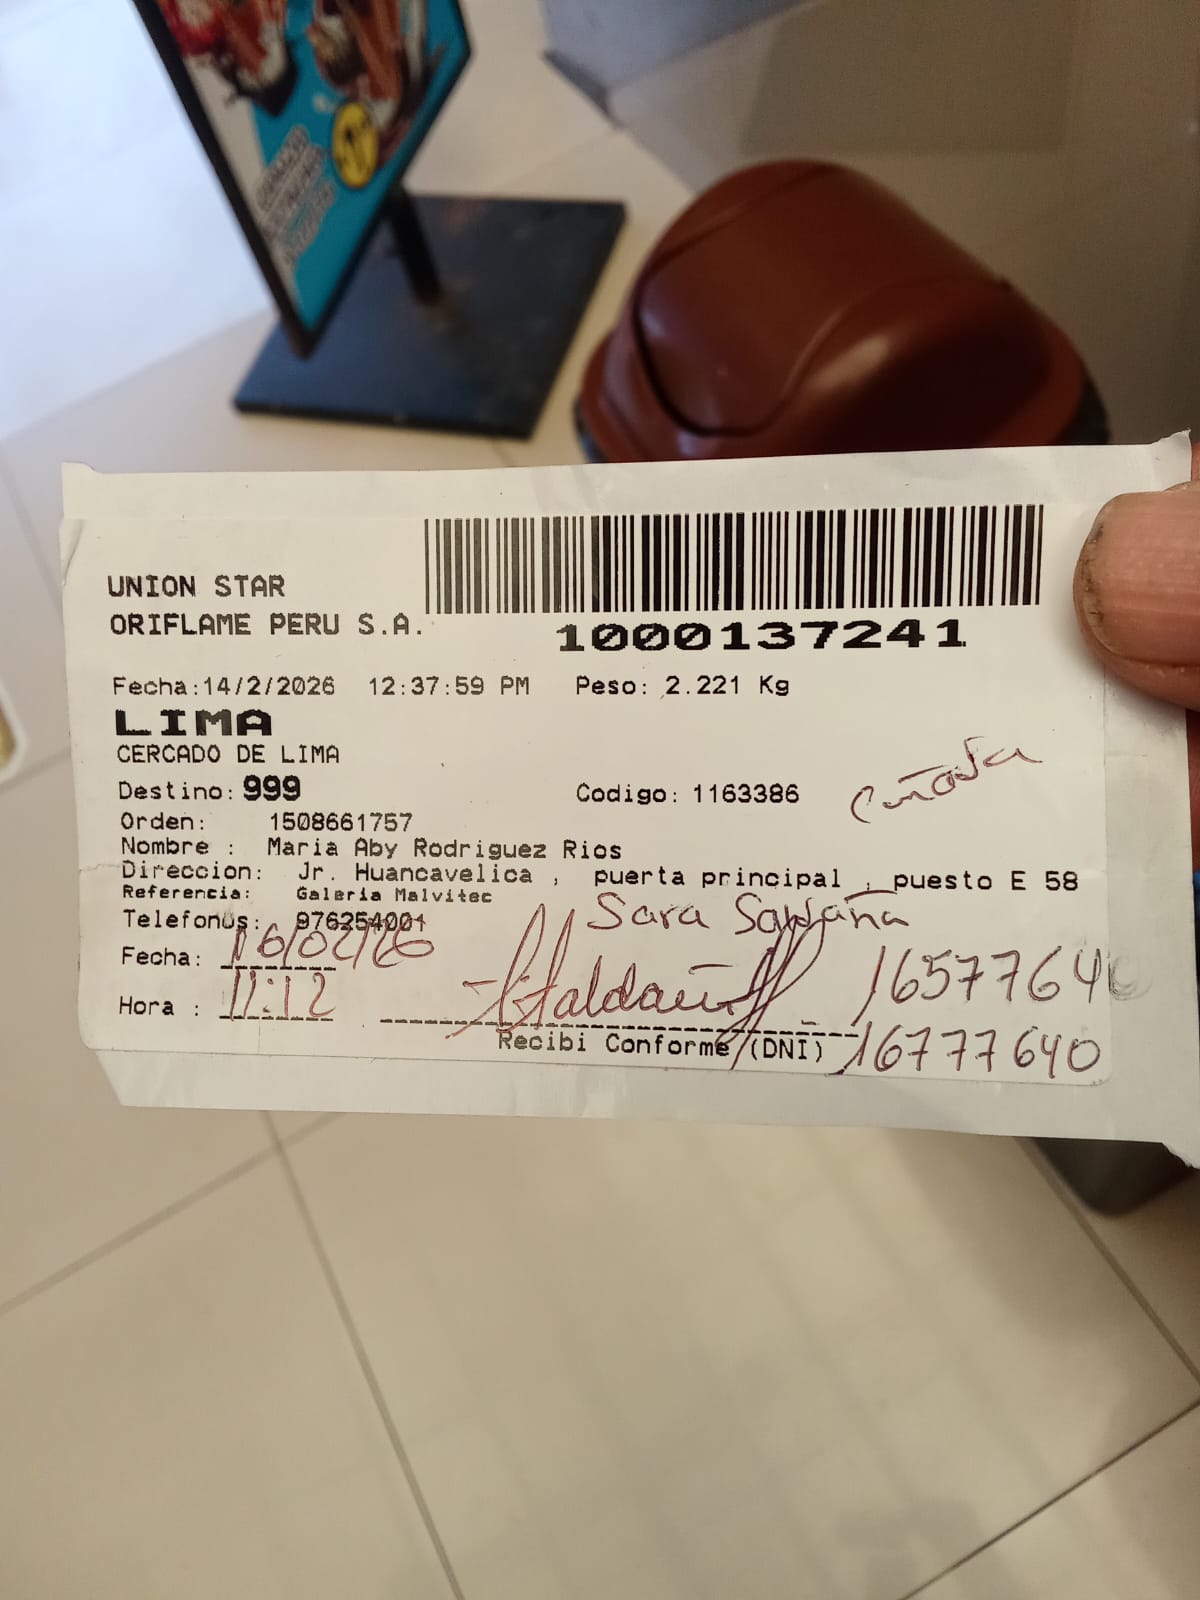 UNION STAR
ORIFLAME PERU S.A.
1000137241
Fecha:14/2/2026 12:37:59 PM Peso: 2.221 Kg
LIMA
CERCADO DE LIMA
Destino: 999 Codigo: 1163386 Cuñada
Orden: 1508661757
Nombre : Maria Aby Rodriguez Rios
Direccion: Jr. Huancavelica , puerta principal , puesto E 58
Referencia: Galeria Malvitec
Telefonos: 976254001
Sara Saldaña
Fecha: 16/02/26
16577640
Hora : 11:12
Recibi Conforme (DNI) 16777640